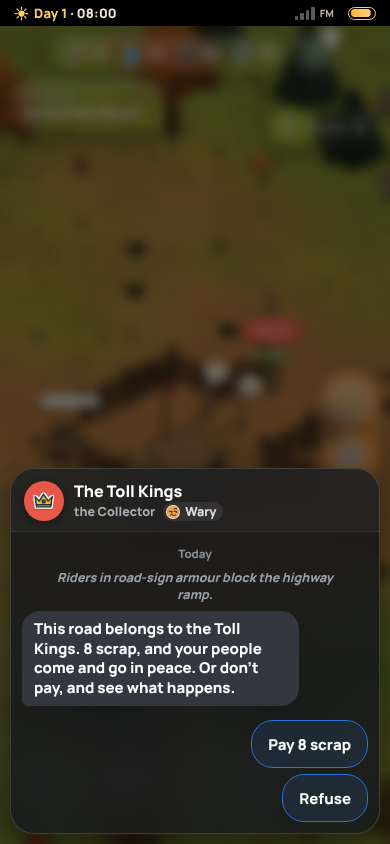 Day 1 · 08:00
FM
The Toll Kings
the Collector
Wary
Today
Riders in road-sign armour block the highway
ramp.
This road belongs to the Toll
Kings. 8 scrap, and your people
come and go in peace. Or don't
pay, and see what happens.
Pay 8 scrap
Refuse